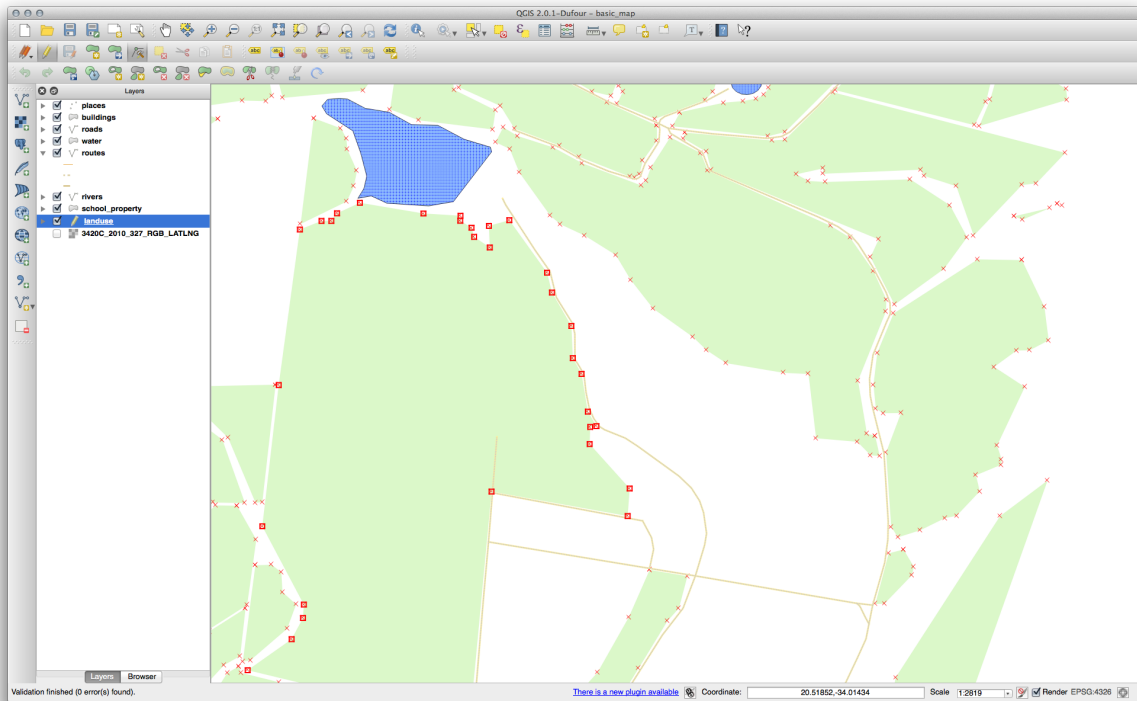 QGIS 2.0.1-Dufour - basic_map
Layers
places
buildings
roads
water
routes
rivers
school_property
landuse
3420C_2010_327_RGB_LATLNG
Layers Browser
Validation finished (0 error(s) found). There is a new plugin available Coordinate: 20.51852,-34.01434 Scale 1:2819 Render EPSG:4326